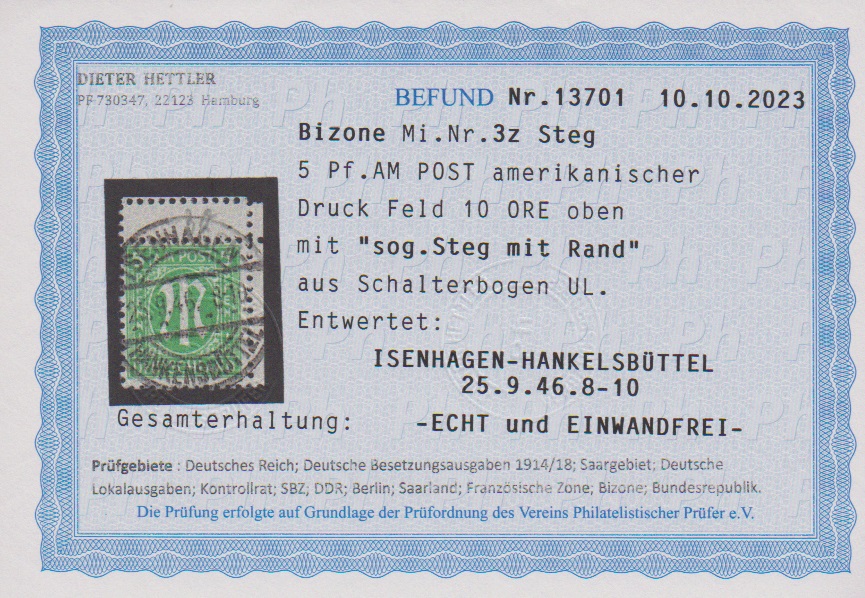 DIETER HETTLER
PF 730347, 22123 Hamburg
BEFUND Nr.13701 10.10.2023
Bizone Mi.Nr.3z Steg
5 Pf.AM POST amerikanischer
Druck Feld 10 ORE oben
mit "sog.Steg mit Rand"
aus Schalterbogen UL.
Entwertet:
ISENHAGEN-HANKELSBÜTTEL
25.9.46.8-10
Gesamterhaltung: -ECHT und EINWANDFREI-
Prüfgebiete : Deutsches Reich; Deutsche Besetzungsausgaben 1914/18; Saargebiet; Deutsche
Lokalausgaben; Kontrollrat; SBZ; DDR; Berlin; Saarland; Französische Zone; Bizone; Bundesrepublik.
Die Prüfung erfolgte auf Grundlage der Prüfordnung des Vereins Philatelistischer Prüfer e.V.